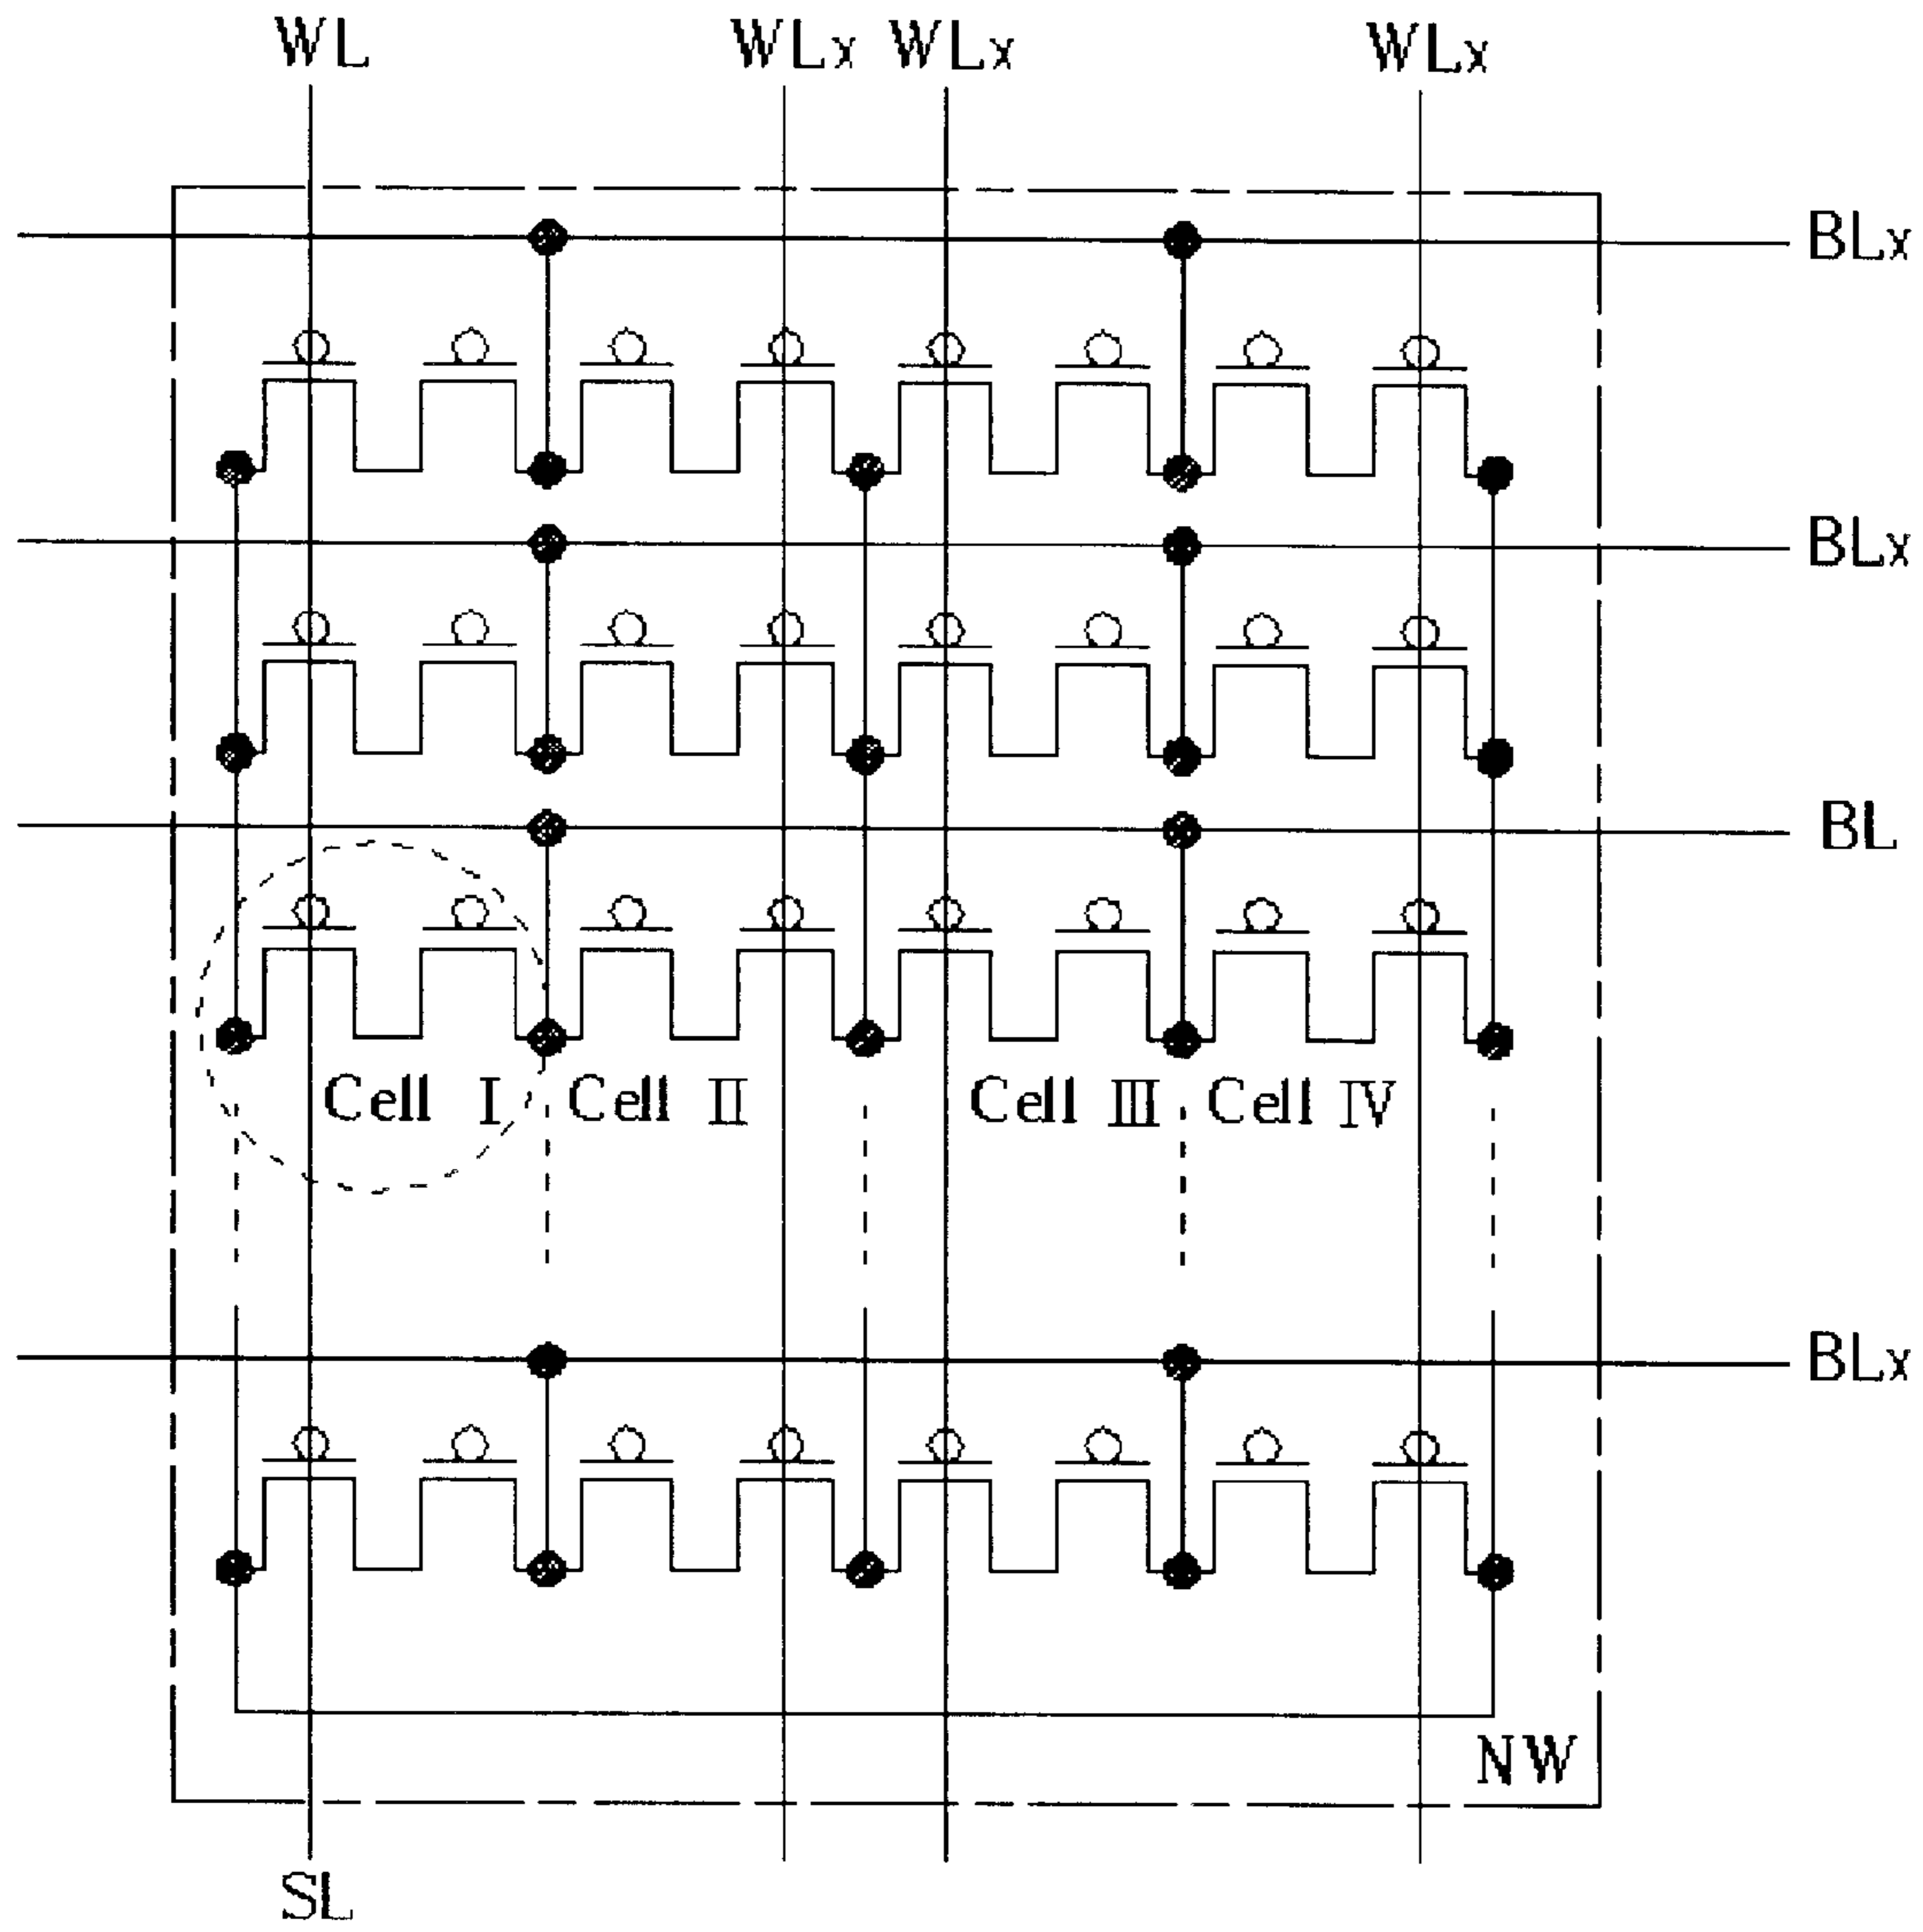 WL WLx WLx WLx
BLx
BLx
BL
Cell I Cell II Cell III Cell IV
BLx
NW
SL